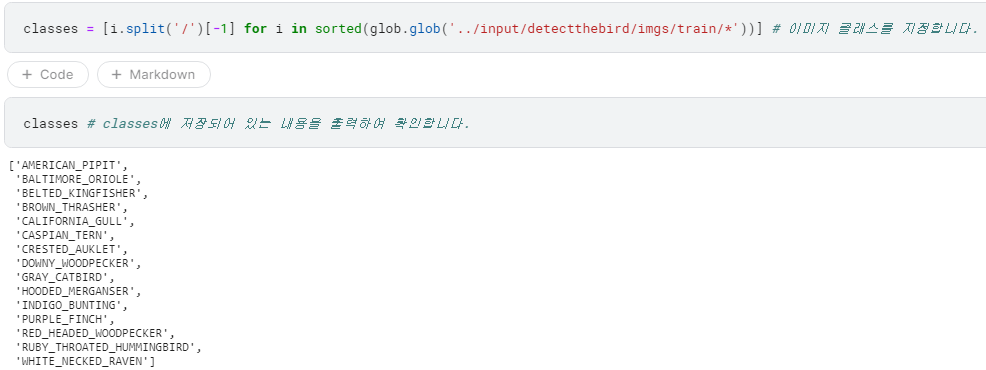 classes = [i.split('/')[-1] for i in sorted(glob.glob('../input/detectthebird/imgs/train/*'))] # 이미지 클래스를 지정합니다.
+ Code + Markdown
classes # classes에 저장되어 있는 내용을 출력하여 확인합니다.
['AMERICAN_PIPIT',
'BALTIMORE_ORIOLE',
'BELTED_KINGFISHER',
'BROWN_THRASHER',
'CALIFORNIA_GULL',
'CASPIAN_TERN',
'CRESTED_AUKLET',
'DOWNY_WOODPECKER',
'GRAY_CATBIRD',
'HOODED_MERGANSER',
'INDIGO_BUNTING',
'PURPLE_FINCH',
'RED_HEADED_WOODPECKER',
'RUBY_THROATED_HUMMINGBIRD',
'WHITE_NECKED_RAVEN']